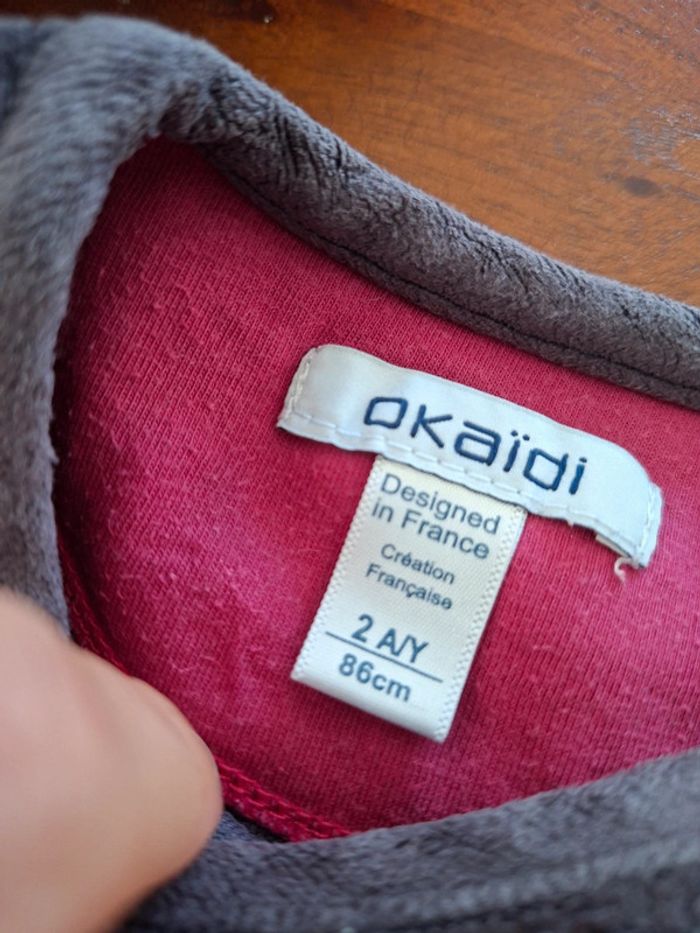 OKaïdi
Designed
in France
Création
Française
2 A/Y
86cm